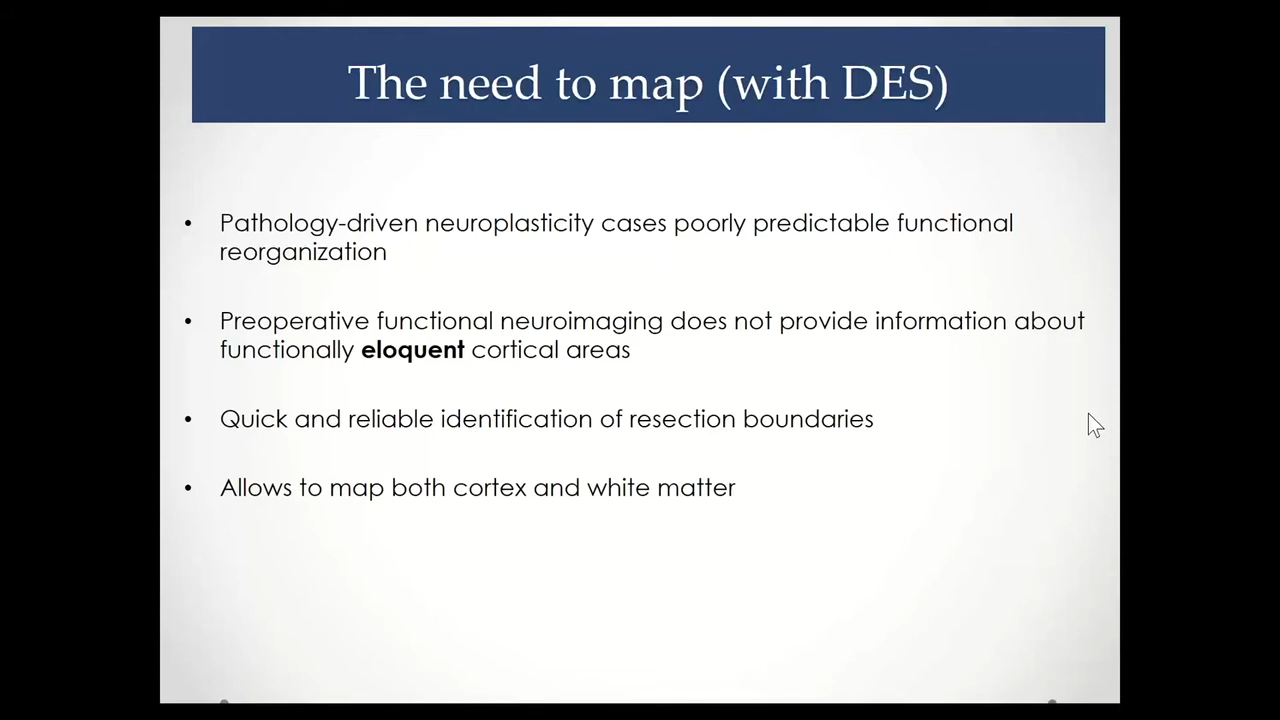 The need to map (with DES)
• Pathology-driven neuroplasticity cases poorly predictable functional
reorganization
• Preoperative functional neuroimaging does not provide information about
functionally eloquent cortical areas
• Quick and reliable identification of resection boundaries
• Allows to map both cortex and white matter